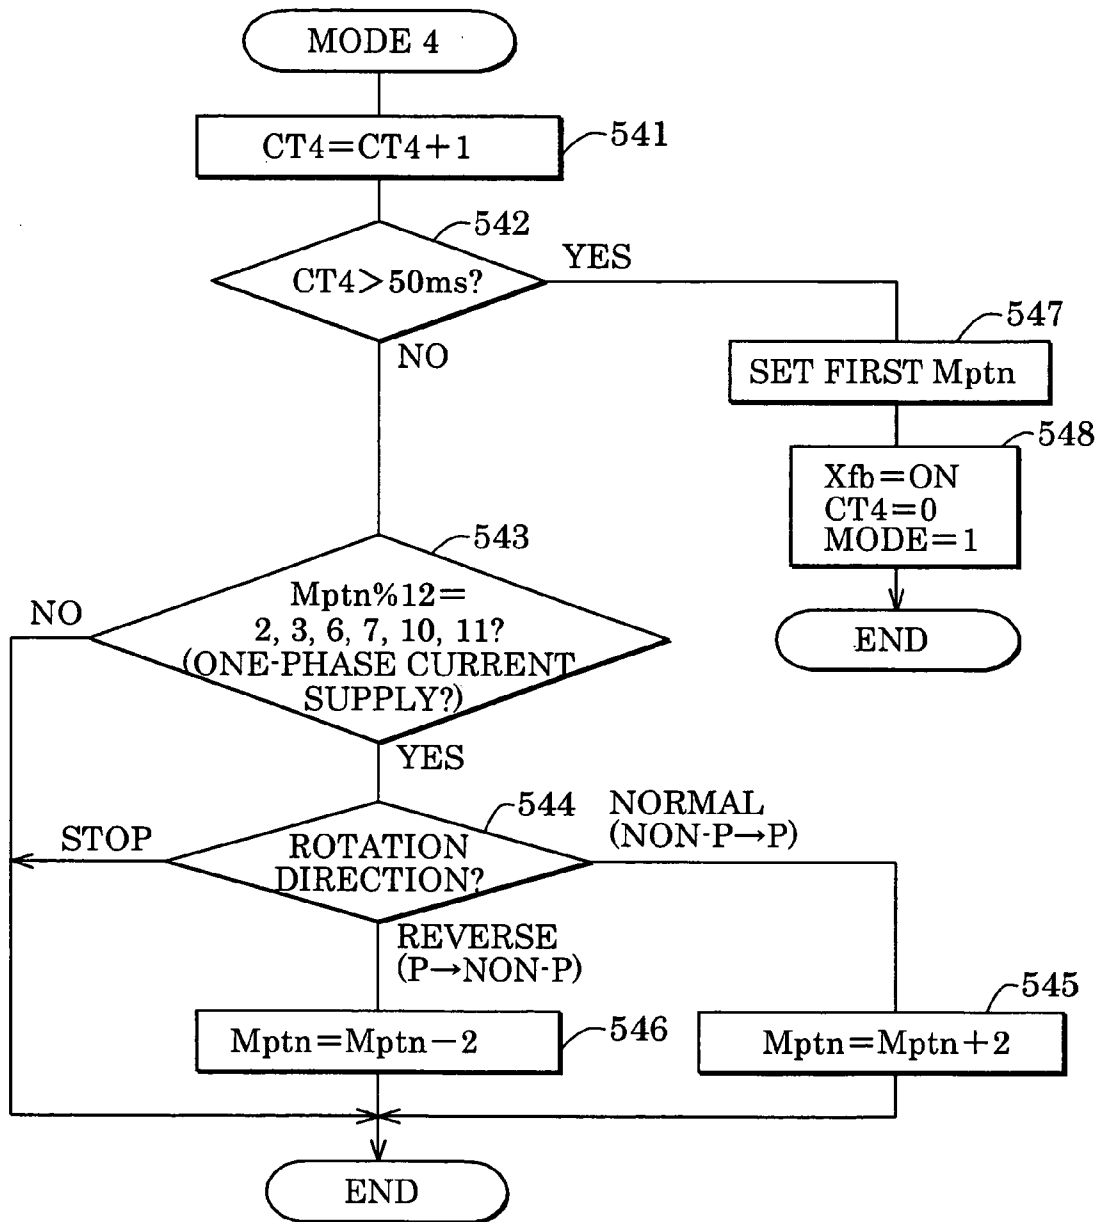 MODE 4
CT4=CT4+1
541
542
CT4>50ms?
YES
NO
547
SET FIRST Mptn
548
Xfb=ON
CT4=0
MODE=1
END
543
Mptn%12=
2, 3, 6, 7, 10, 11?
(ONE-PHASE CURRENT
SUPPLY?)
NO
YES
544
ROTATION
DIRECTION?
STOP
NORMAL
(NON-P→P)
REVERSE
(P→NON-P)
Mptn=Mptn−2
546
545
Mptn=Mptn+2
END